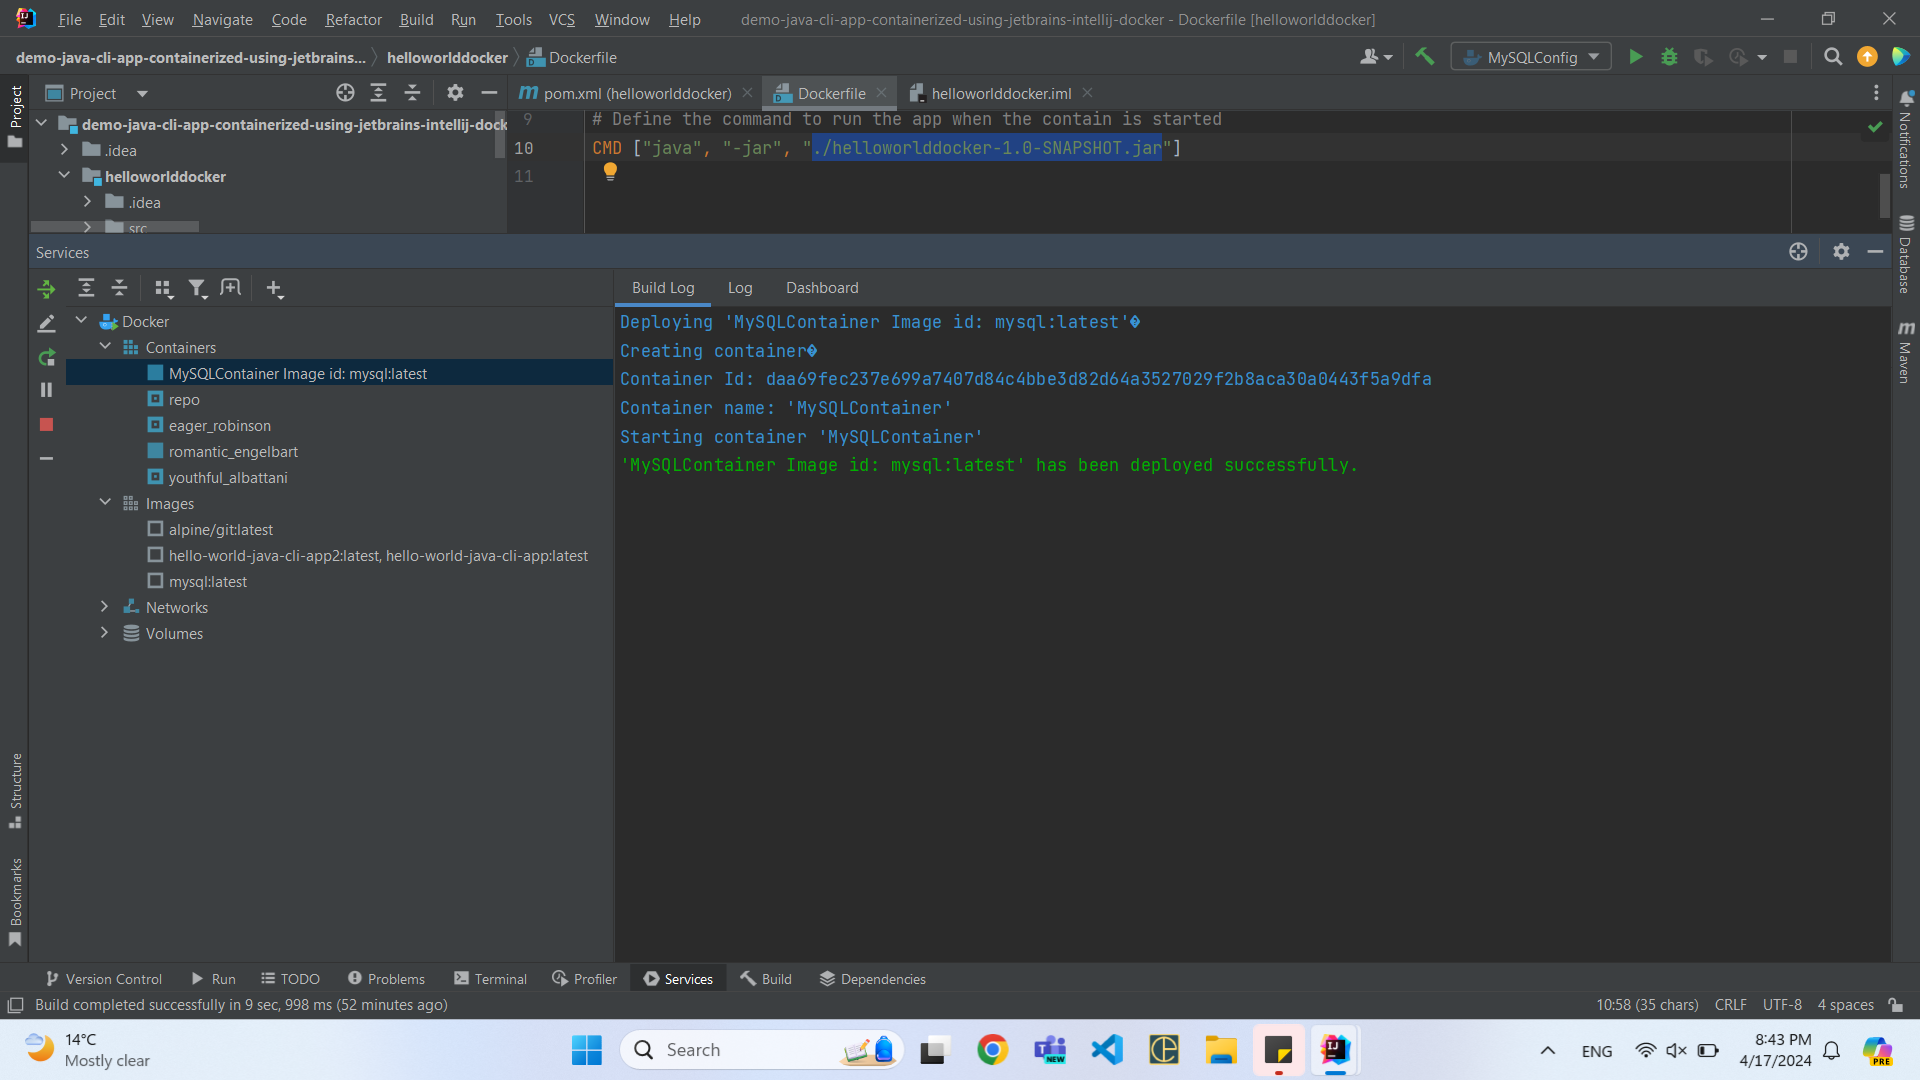 File Edit View Navigate Code Refactor Build Run Tools VCS Window Help demo-java-cli-app-containerized-using-jetbrains-intellij-docker - Dockerfile [helloworlddocker]
demo-java-cli-app-containerized-using-jetbrains... helloworlddocker Dockerfile MySQLConfig
Project pom.xml (helloworlddocker) Dockerfile helloworlddocker.iml
demo-java-cli-app-containerized-using-jetbrains-intellij-dock
.idea
helloworlddocker
.idea
src
9 # Define the command to run the app when the contain is started
10 CMD ["java", "-jar", "./helloworlddocker-1.0-SNAPSHOT.jar"]
11
Project
Structure
Bookmarks
Notifications
Database
Maven
Services
Docker
Containers
MySQLContainer Image id: mysql:latest
repo
eager_robinson
romantic_engelbart
youthful_albattani
Images
alpine/git:latest
hello-world-java-cli-app2:latest, hello-world-java-cli-app:latest
mysql:latest
Networks
Volumes
Build Log Log Dashboard
Deploying 'MySQLContainer Image id: mysql:latest'�
Creating container�
Container Id: daa69fec237e699a7407d84c4bbe3d82d64a3527029f2b8aca30a0443f5a9dfa
Container name: 'MySQLContainer'
Starting container 'MySQLContainer'
'MySQLContainer Image id: mysql:latest' has been deployed successfully.
Version Control Run TODO Problems Terminal Profiler Services Build Dependencies
Build completed successfully in 9 sec, 998 ms (52 minutes ago) 10:58 (35 chars) CRLF UTF-8 4 spaces
14°C
Mostly clear
Search
NEW
ENG
8:43 PM
4/17/2024
PRE